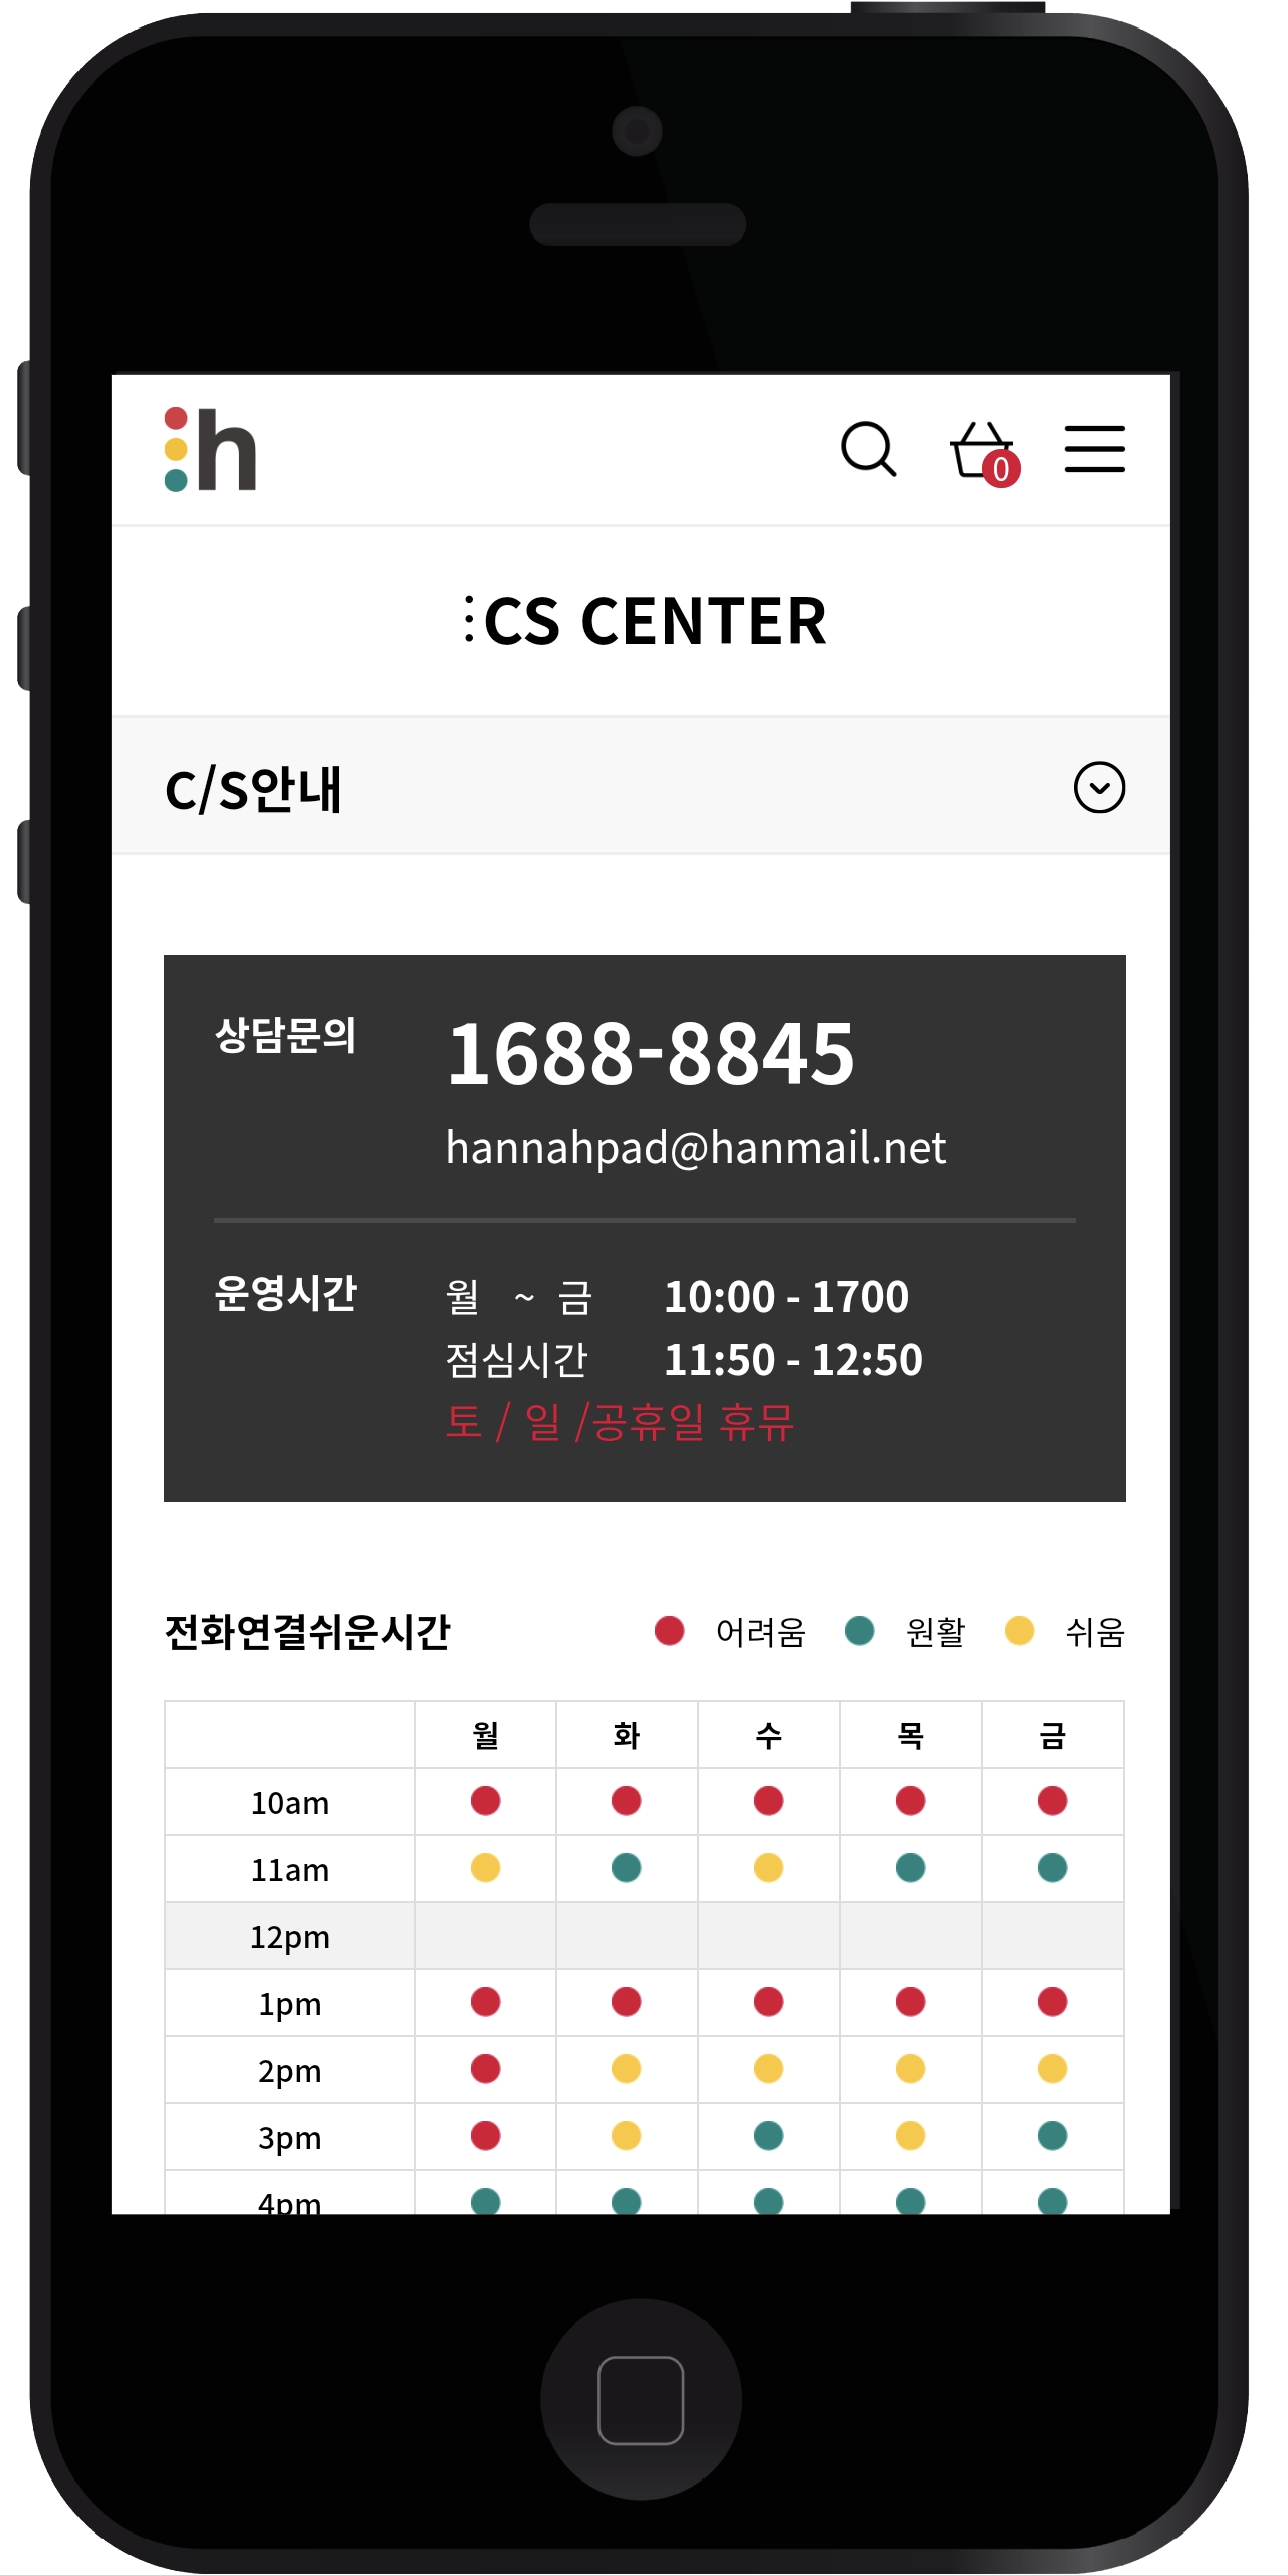 h
0
CS CENTER
C/S안내
상담문의 1688-8845
hannahpad@hanmail.net
운영시간 월 ~ 금 10:00 - 1700
점심시간 11:50 - 12:50
토 / 일 /공휴일 휴뮤
전화연결쉬운시간 어려움 원활 쉬움
월 화 수 목 금
10am
11am
12pm
1pm
2pm
3pm
4pm